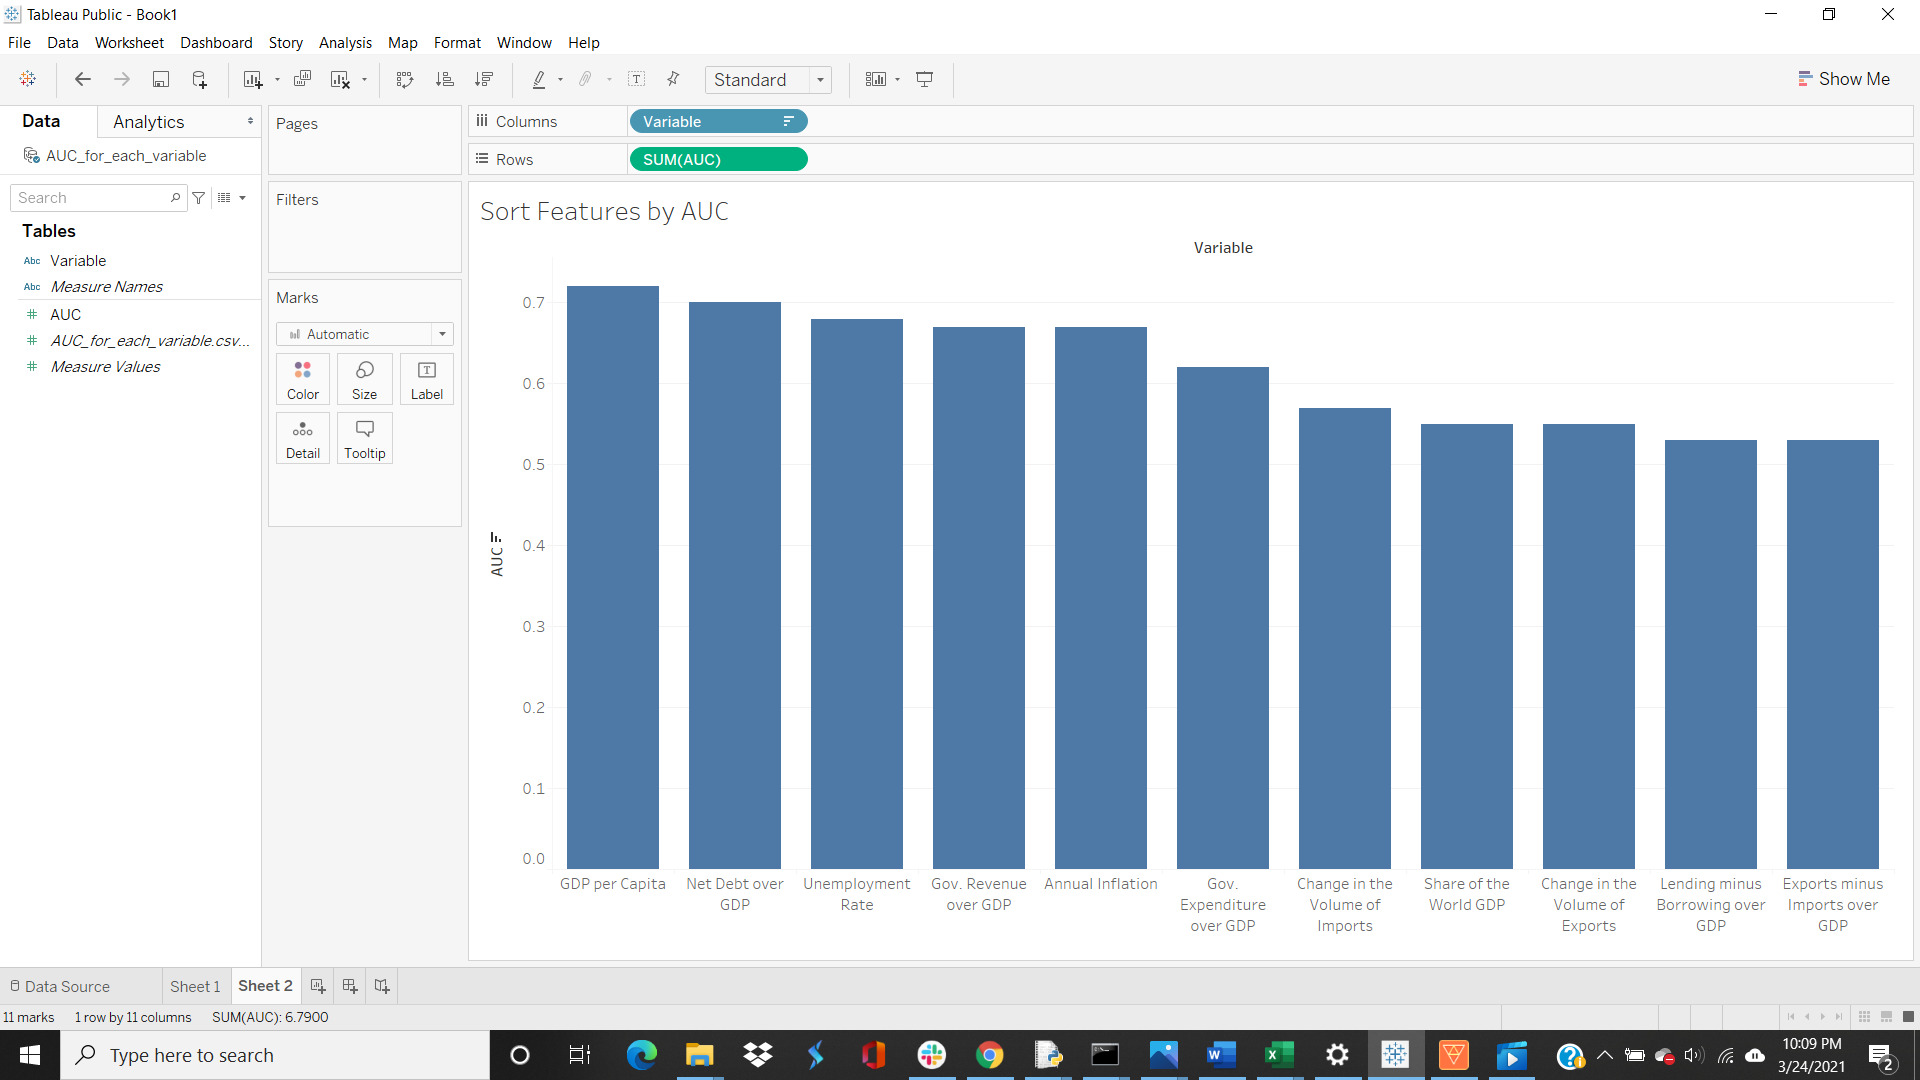 Tableau Public - Book1
File Data Worksheet Dashboard Story Analysis Map Format Window Help
Standard
Show Me
Data Analytics
AUC_for_each_variable
Search
Tables
Abc Variable
Abc Measure Names
# AUC
# AUC_for_each_variable.csv...
# Measure Values
Pages
Filters
Marks
Automatic
Color Size Label
Detail Tooltip
Columns Variable
Rows SUM(AUC)
Sort Features by AUC
Variable
AUC
0.7
0.6
0.5
0.4
0.3
0.2
0.1
0.0
GDP per Capita
Net Debt over
GDP
Unemployment
Rate
Gov. Revenue
over GDP
Annual Inflation
Gov.
Expenditure
over GDP
Change in the
Volume of
Imports
Share of the
World GDP
Change in the
Volume of
Exports
Lending minus
Borrowing over
GDP
Exports minus
Imports over
GDP
Data Source Sheet 1 Sheet 2
11 marks 1 row by 11 columns SUM(AUC): 6.7900
Type here to search
10:09 PM
3/24/2021
2